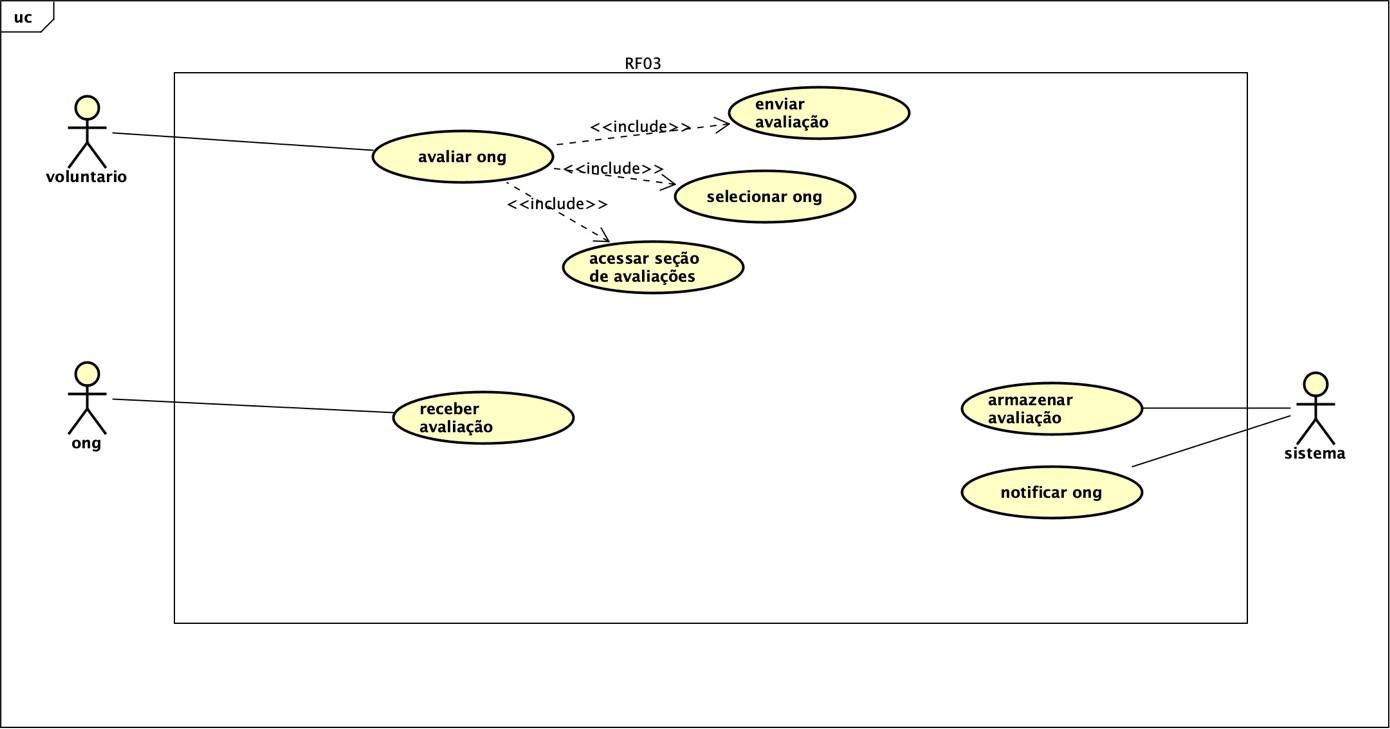 uc
RF03
enviar
avaliação
<<include>>
avaliar ong
<<include>>
voluntario
selecionar ong
<<include>>
acessar seção
de avaliações
receber
avaliação
armazenar
avaliação
ong
sistema
notificar ong